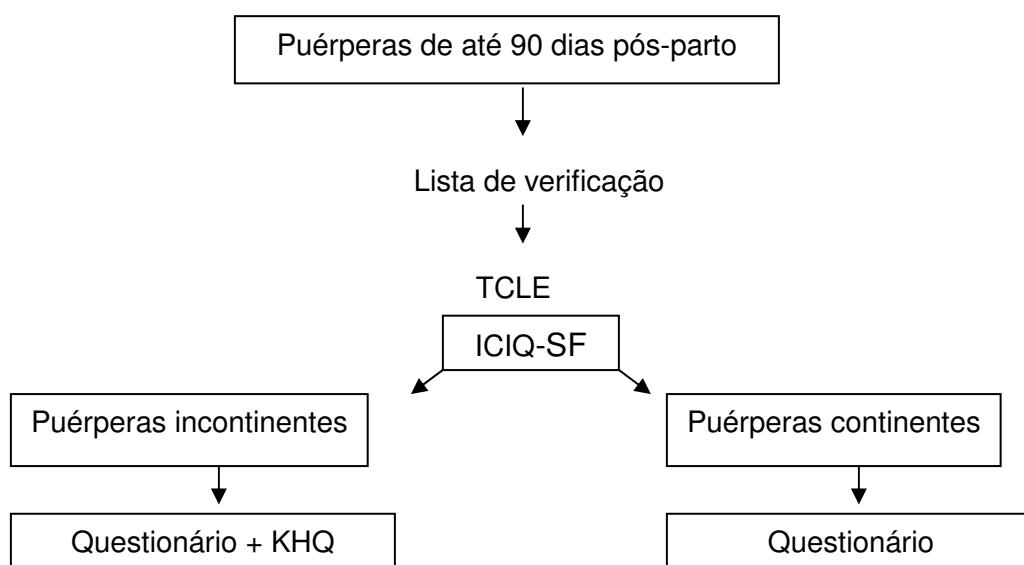 Puérperas de até 90 dias pós-parto
Lista de verificação
TCLE
ICIQ-SF
Puérperas incontinentes
Puérperas continentes
Questionário + KHQ
Questionário